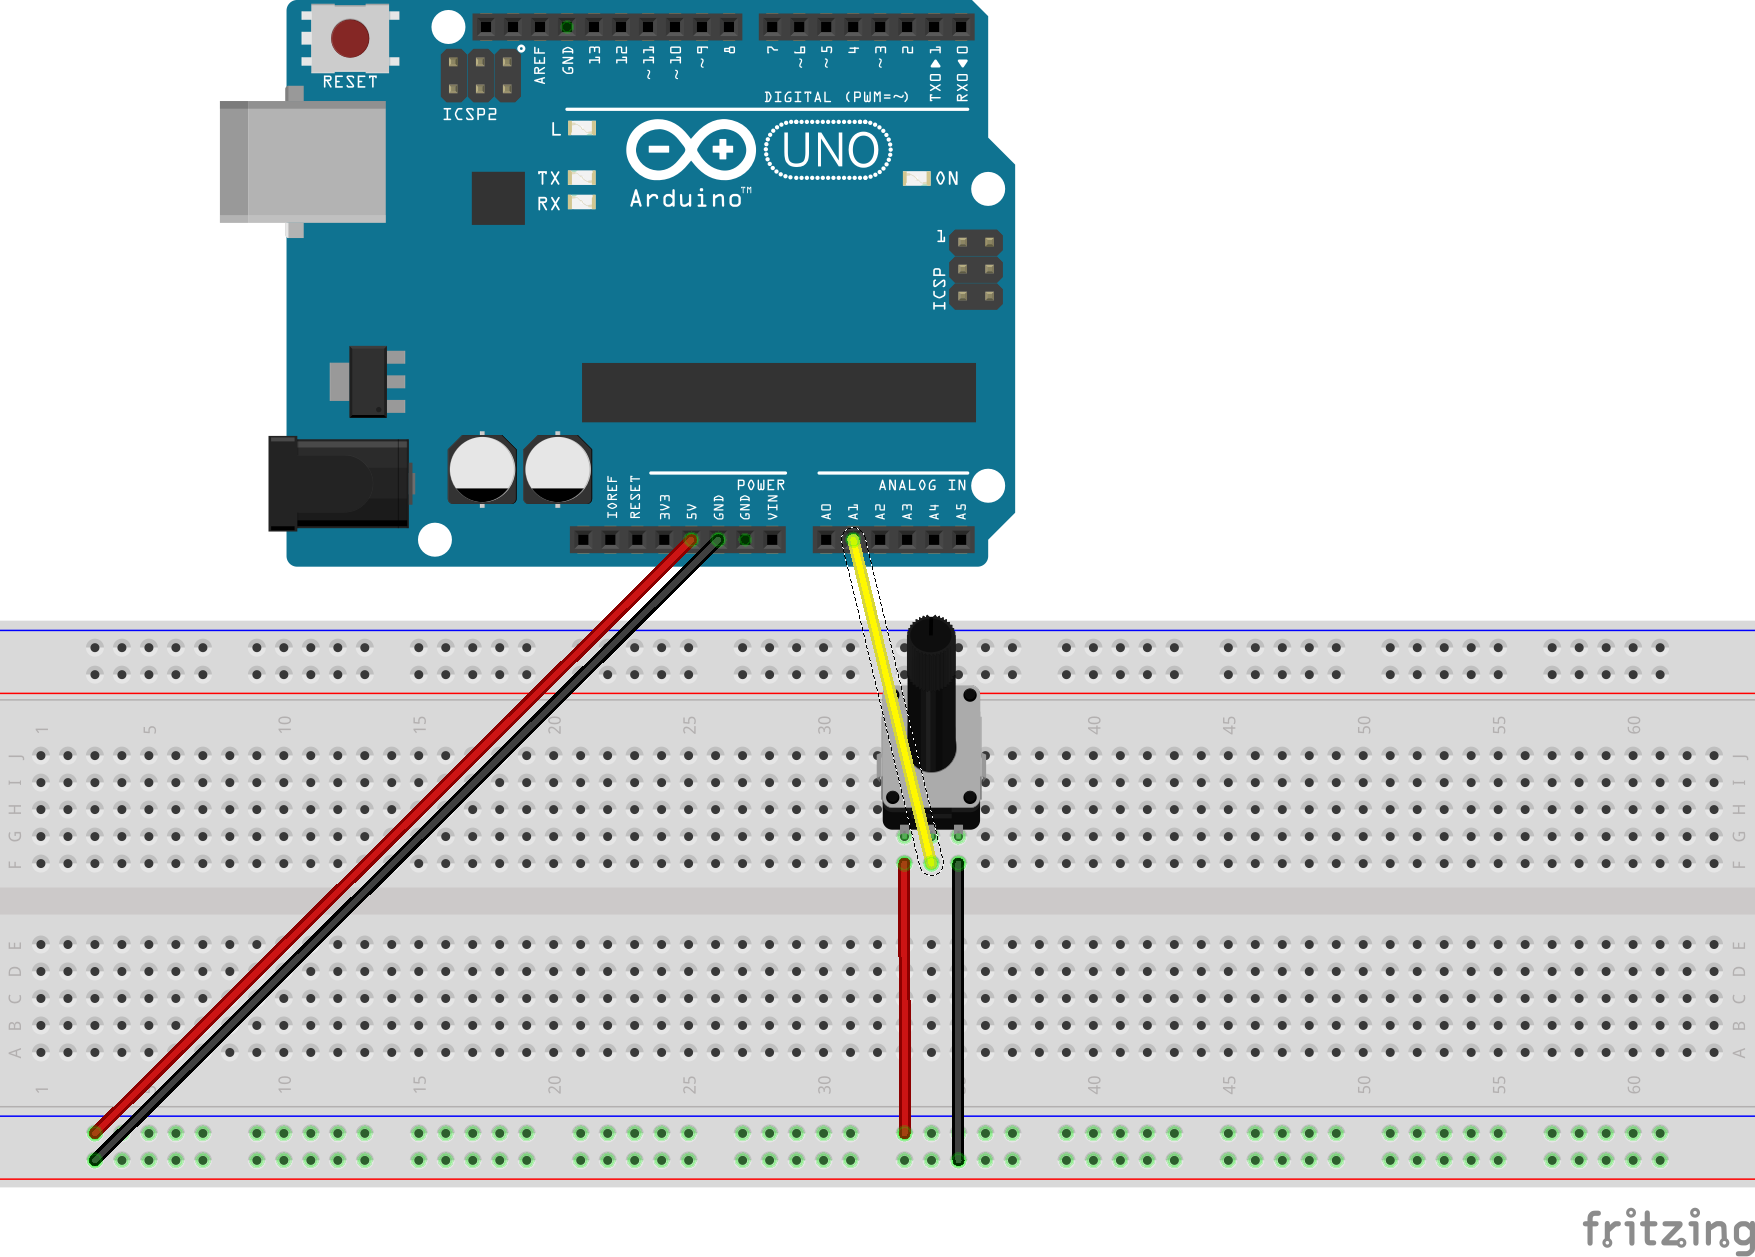 RESET
ICSP2
AREF
GND
13
12
~11
~10
~9
8
7
~6
~5
4
~3
2
TX0▶1
RX0◀0
DIGITAL (PWM=~)
L
TX
RX
Arduino™
UNO
ON
1
ICSP
POWER
ANALOG IN
IOREF
RESET
3V3
5V
GND
GND
VIN
A0
A1
A2
A3
A4
A5
1 5 10 15 20 25 30 40 45 50 55 60
J J
I I
H H
G G
F F
E E
D D
C C
B B
A A
1 10 15 20 25 30 40 45 50 55 60
fritzing